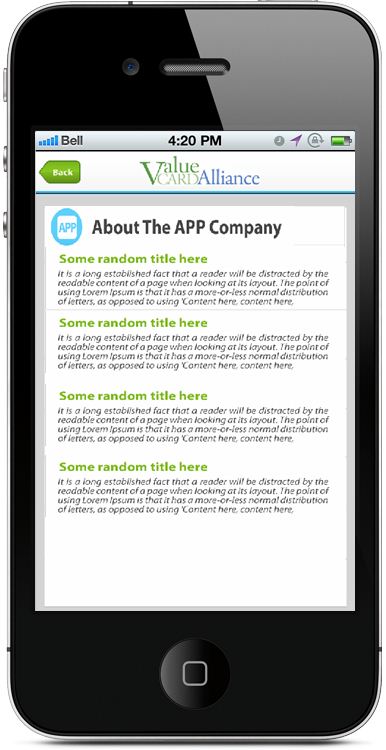 Bell 4:20 PM
Back Value CARDAlliance
APP About The APP Company
Some random title here
It is a long established fact that a reader will be distracted by the
readable content of a page when looking at its layout. The point of
using Lorem Ipsum is that it has a more-or-less normal distribution
of letters, as opposed to using 'Content here, content here,
Some random title here
It is a long established fact that a reader will be distracted by the
readable content of a page when looking at its layout. The point of
using Lorem Ipsum is that it has a more-or-less normal distribution
of letters, as opposed to using 'Content here, content here,
Some random title here
It is a long established fact that a reader will be distracted by the
readable content of a page when looking at its layout. The point of
using Lorem Ipsum is that it has a more-or-less normal distribution
of letters, as opposed to using 'Content here, content here,
Some random title here
It is a long established fact that a reader will be distracted by the
readable content of a page when looking at its layout. The point of
using Lorem Ipsum is that it has a more-or-less normal distribution
of letters, as opposed to using 'Content here, content here,